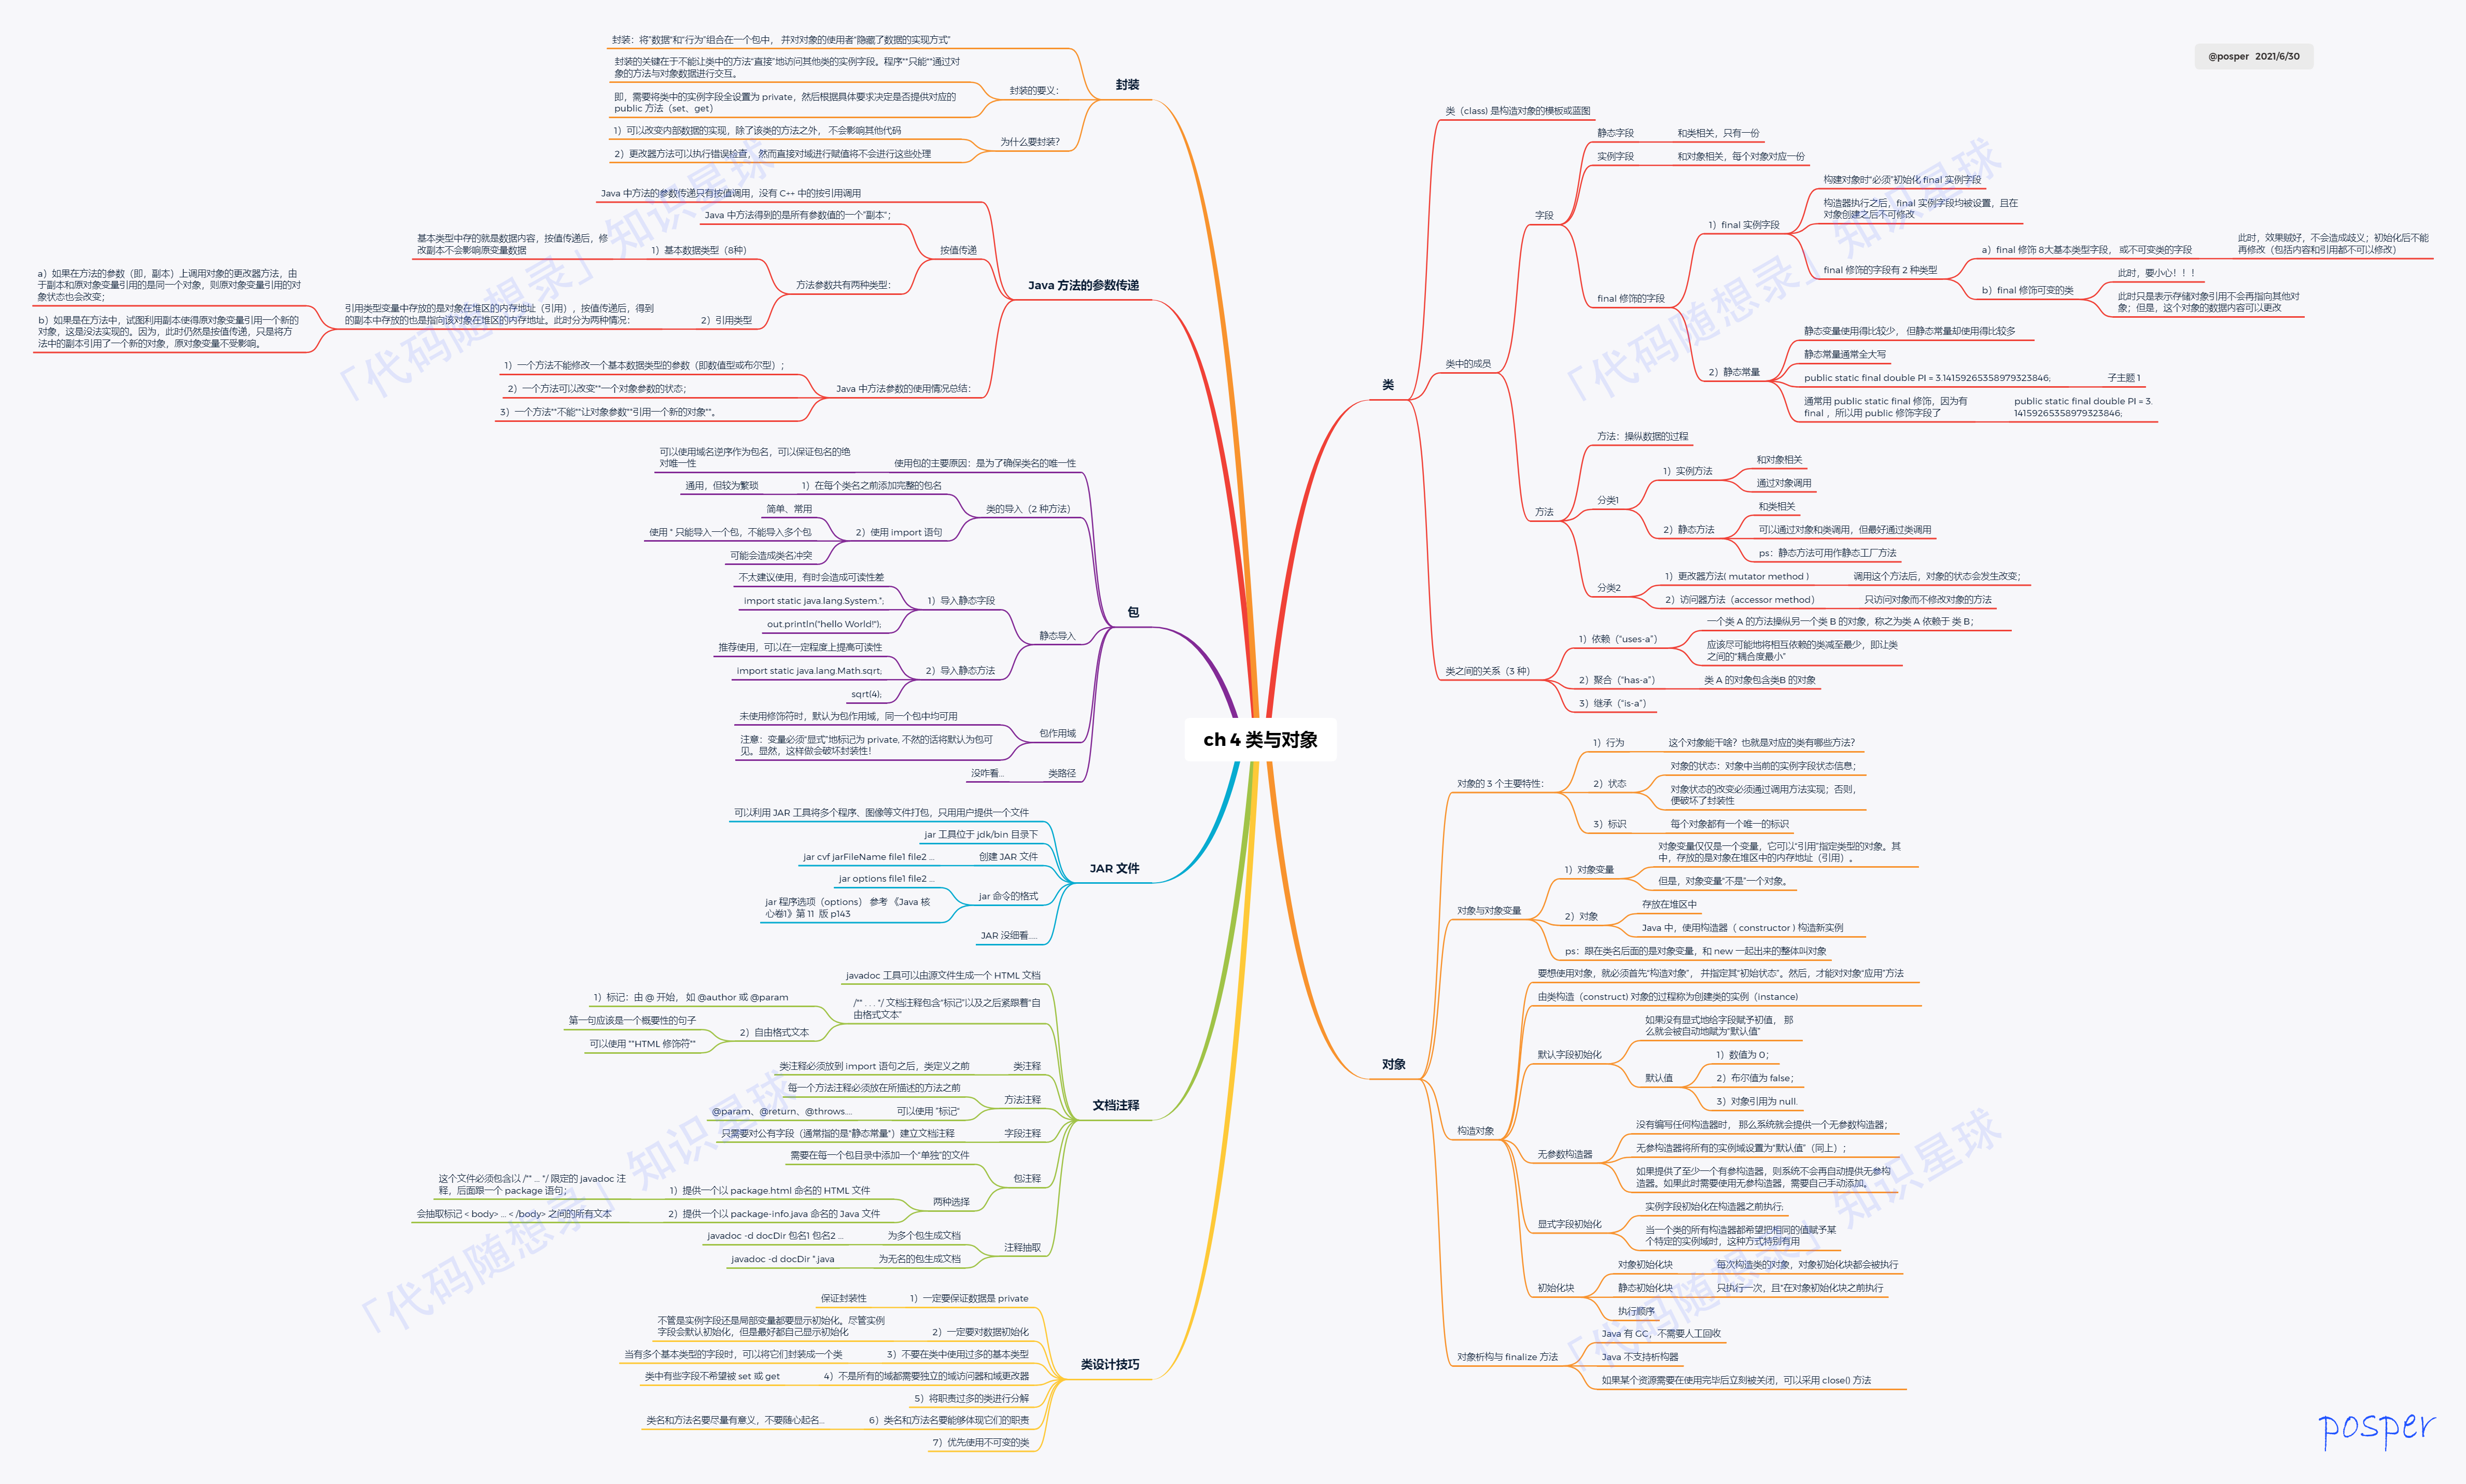 @posper 2021/6/30
ch 4 类与对象
封装
封装：将"数据"和"行为"组合在一个包中， 并对对象的使用者"隐藏了数据的实现方式"
封装的要义：
封装的关键在于不能让类中的方法"直接"地访问其他类的实例字段。程序**只能**通过对
象的方法与对象数据进行交互。
即，需要将类中的实例字段全设置为 private，然后根据具体要求决定是否提供对应的
public 方法（set、get）
为什么要封装？
1）可以改变内部数据的实现，除了该类的方法之外， 不会影响其他代码
2）更改器方法可以执行错误检查， 然而直接对域进行赋值将不会进行这些处理
Java 方法的参数传递
Java 中方法的参数传递只有按值调用，没有 C++ 中的按引用调用
按值传递
Java 中方法得到的是所有参数值的一个"副本"；
方法参数共有两种类型：
1）基本数据类型（8种）
基本类型中存的就是数据内容，按值传递后，修
改副本不会影响原变量数据
2）引用类型
引用类型变量中存放的是对象在堆区的内存地址（引用），按值传递后，得到
的副本中存放的也是指向该对象在堆区的内存地址。此时分为两种情况：
a）如果在方法的参数（即，副本）上调用对象的更改器方法，由
于副本和原对象变量引用的是同一个对象，则原对象变量引用的对
象状态也会改变；
b）如果是在方法中，试图利用副本使得原对象变量引用一个新的
对象，这是没法实现的。因为，此时仍然是按值传递，只是将方
法中的副本引用了一个新的对象，原对象变量不受影响。
Java 中方法参数的使用情况总结：
1）一个方法不能修改一个基本数据类型的参数（即数值型或布尔型）；
2）一个方法可以改变**一个对象参数的状态；
3）一个方法**不能**让对象参数**引用一个新的对象**。
包
使用包的主要原因：是为了确保类名的唯一性
可以使用域名逆序作为包名，可以保证包名的绝
对唯一性
类的导入（2 种方法）
1）在每个类名之前添加完整的包名
通用，但较为繁琐
2）使用 import 语句
简单、常用
使用 * 只能导入一个包，不能导入多个包
可能会造成类名冲突
静态导入
1）导入静态字段
不太建议使用，有时会造成可读性差
import static java.lang.System.*;
out.println("hello World!");
2）导入静态方法
推荐使用，可以在一定程度上提高可读性
import static java.lang.Math.sqrt;
sqrt(4);
包作用域
未使用修饰符时，默认为包作用域，同一个包中均可用
注意：变量必须"显式"地标记为 private, 不然的话将默认为包可
见。显然，这样做会破坏封装性！
类路径
没咋看...
JAR 文件
可以利用 JAR 工具将多个程序、图像等文件打包，只用用户提供一个文件
jar 工具位于 jdk/bin 目录下
创建 JAR 文件
jar cvf jarFileName file1 file2 ...
jar 命令的格式
jar options file1 file2 ...
jar 程序选项（options） 参考 《Java 核
心卷1》第 11 版 p143
JAR 没细看....
文档注释
javadoc 工具可以由源文件生成一个 HTML 文档
/** . . . */ 文档注释包含"标记"以及之后紧跟着"自
由格式文本"
1）标记：由 @ 开始， 如 @author 或 @param
2）自由格式文本
第一句应该是一个概要性的句子
可以使用 **HTML 修饰符**
类注释
类注释必须放到 import 语句之后，类定义之前
方法注释
每一个方法注释必须放在所描述的方法之前
可以使用 "标记"
@param、@return、@throws....
字段注释
只需要对公有字段（通常指的是"静态常量"）建立文档注释
包注释
需要在每一个包目录中添加一个"单独"的文件
两种选择
1）提供一个以 package.html 命名的 HTML 文件
这个文件必须包含以 /** ... */ 限定的 javadoc 注
释，后面跟一个 package 语句；
2）提供一个以 package-info.java 命名的 Java 文件
会抽取标记 < body> ... < /body> 之间的所有文本
注释抽取
为多个包生成文档
javadoc -d docDir 包名1 包名2 ...
为无名的包生成文档
javadoc -d docDir *.java
类设计技巧
1）一定要保证数据是 private
保证封装性
2）一定要对数据初始化
不管是实例字段还是局部变量都要显示初始化。尽管实例
字段会默认初始化，但是最好都自己显示初始化
3）不要在类中使用过多的基本类型
当有多个基本类型的字段时，可以将它们封装成一个类
4）不是所有的域都需要独立的域访问器和域更改器
类中有些字段不希望被 set 或 get
5）将职责过多的类进行分解
6）类名和方法名要能够体现它们的职责
类名和方法名要尽量有意义，不要随心起名...
7）优先使用不可变的类
类
类（class) 是构造对象的模板或蓝图
类中的成员
字段
静态字段
和类相关，只有一份
实例字段
和对象相关，每个对象对应一份
final 修饰的字段
1）final 实例字段
构建对象时"必须"初始化 final 实例字段
构造器执行之后，final 实例字段均被设置，且在
对象创建之后不可修改
final 修饰的字段有 2 种类型
a）final 修饰 8大基本类型字段， 或不可变类的字段
此时，效果贼好，不会造成歧义；初始化后不能
再修改（包括内容和引用都不可以修改）
b）final 修饰可变的类
此时，要小心！！！
此时只是表示存储对象引用不会再指向其他对
象；但是，这个对象的数据内容可以更改
2）静态常量
静态变量使用得比较少， 但静态常量却使用得比较多
静态常量通常全大写
public static final double PI = 3.14159265358979323846;
子主题 1
通常用 public static final 修饰，因为有
final ，所以用 public 修饰字段了
public static final double PI = 3.
14159265358979323846;
方法
方法：操纵数据的过程
分类1
1）实例方法
和对象相关
通过对象调用
2）静态方法
和类相关
可以通过对象和类调用，但最好通过类调用
ps：静态方法可用作静态工厂方法
分类2
1）更改器方法( mutator method )
调用这个方法后，对象的状态会发生改变；
2）访问器方法（accessor method）
只访问对象而不修改对象的方法
类之间的关系（3 种）
1）依赖（"uses-a"）
一个类 A 的方法操纵另一个类 B 的对象，称之为类 A 依赖于 类 B；
应该尽可能地将相互依赖的类减至最少，即让类
之间的"耦合度最小"
2）聚合（"has-a"）
类 A 的对象包含类B 的对象
3）继承（"is-a"）
对象
对象的 3 个主要特性：
1）行为
这个对象能干啥？也就是对应的类有哪些方法？
2）状态
对象的状态：对象中当前的实例字段状态信息；
对象状态的改变必须通过调用方法实现；否则，
便破坏了封装性
3）标识
每个对象都有一个唯一的标识
对象与对象变量
1）对象变量
对象变量仅仅是一个变量，它可以"引用"指定类型的对象。其
中，存放的是对象在堆区中的内存地址（引用）。
但是，对象变量"不是"一个对象。
2）对象
存放在堆区中
Java 中，使用构造器（ constructor ) 构造新实例
ps：跟在类名后面的是对象变量，和 new 一起出来的整体叫对象
构造对象
要想使用对象，就必须首先"构造对象"， 并指定其"初始状态"。然后，才能对对象"应用"方法
由类构造（construct) 对象的过程称为创建类的实例（instance)
默认字段初始化
如果没有显式地给字段赋予初值， 那
么就会被自动地赋为"默认值"
默认值
1）数值为 0；
2）布尔值为 false；
3）对象引用为 null.
无参数构造器
没有编写任何构造器时， 那么系统就会提供一个无参数构造器；
无参构造器将所有的实例域设置为"默认值"（同上）；
如果提供了至少一个有参构造器，则系统不会再自动提供无参构
造器。如果此时需要使用无参构造器，需要自己手动添加。
显式字段初始化
实例字段初始化在构造器之前执行;
当一个类的所有构造器都希望把相同的值赋予某
个特定的实例域时，这种方式特别有用
初始化块
对象初始化块
每次构造类的对象，对象初始化块都会被执行
静态初始化块
只执行一次，且"在对象初始化块之前执行
执行顺序
对象析构与 finalize 方法
Java 有 GC，不需要人工回收
Java 不支持析构器
如果某个资源需要在使用完毕后立刻被关闭，可以采用 close() 方法
「代码随想录」知识星球
「代码随想录」知识星球
「代码随想录」知识星球
「代码随想录」知识星球
posper